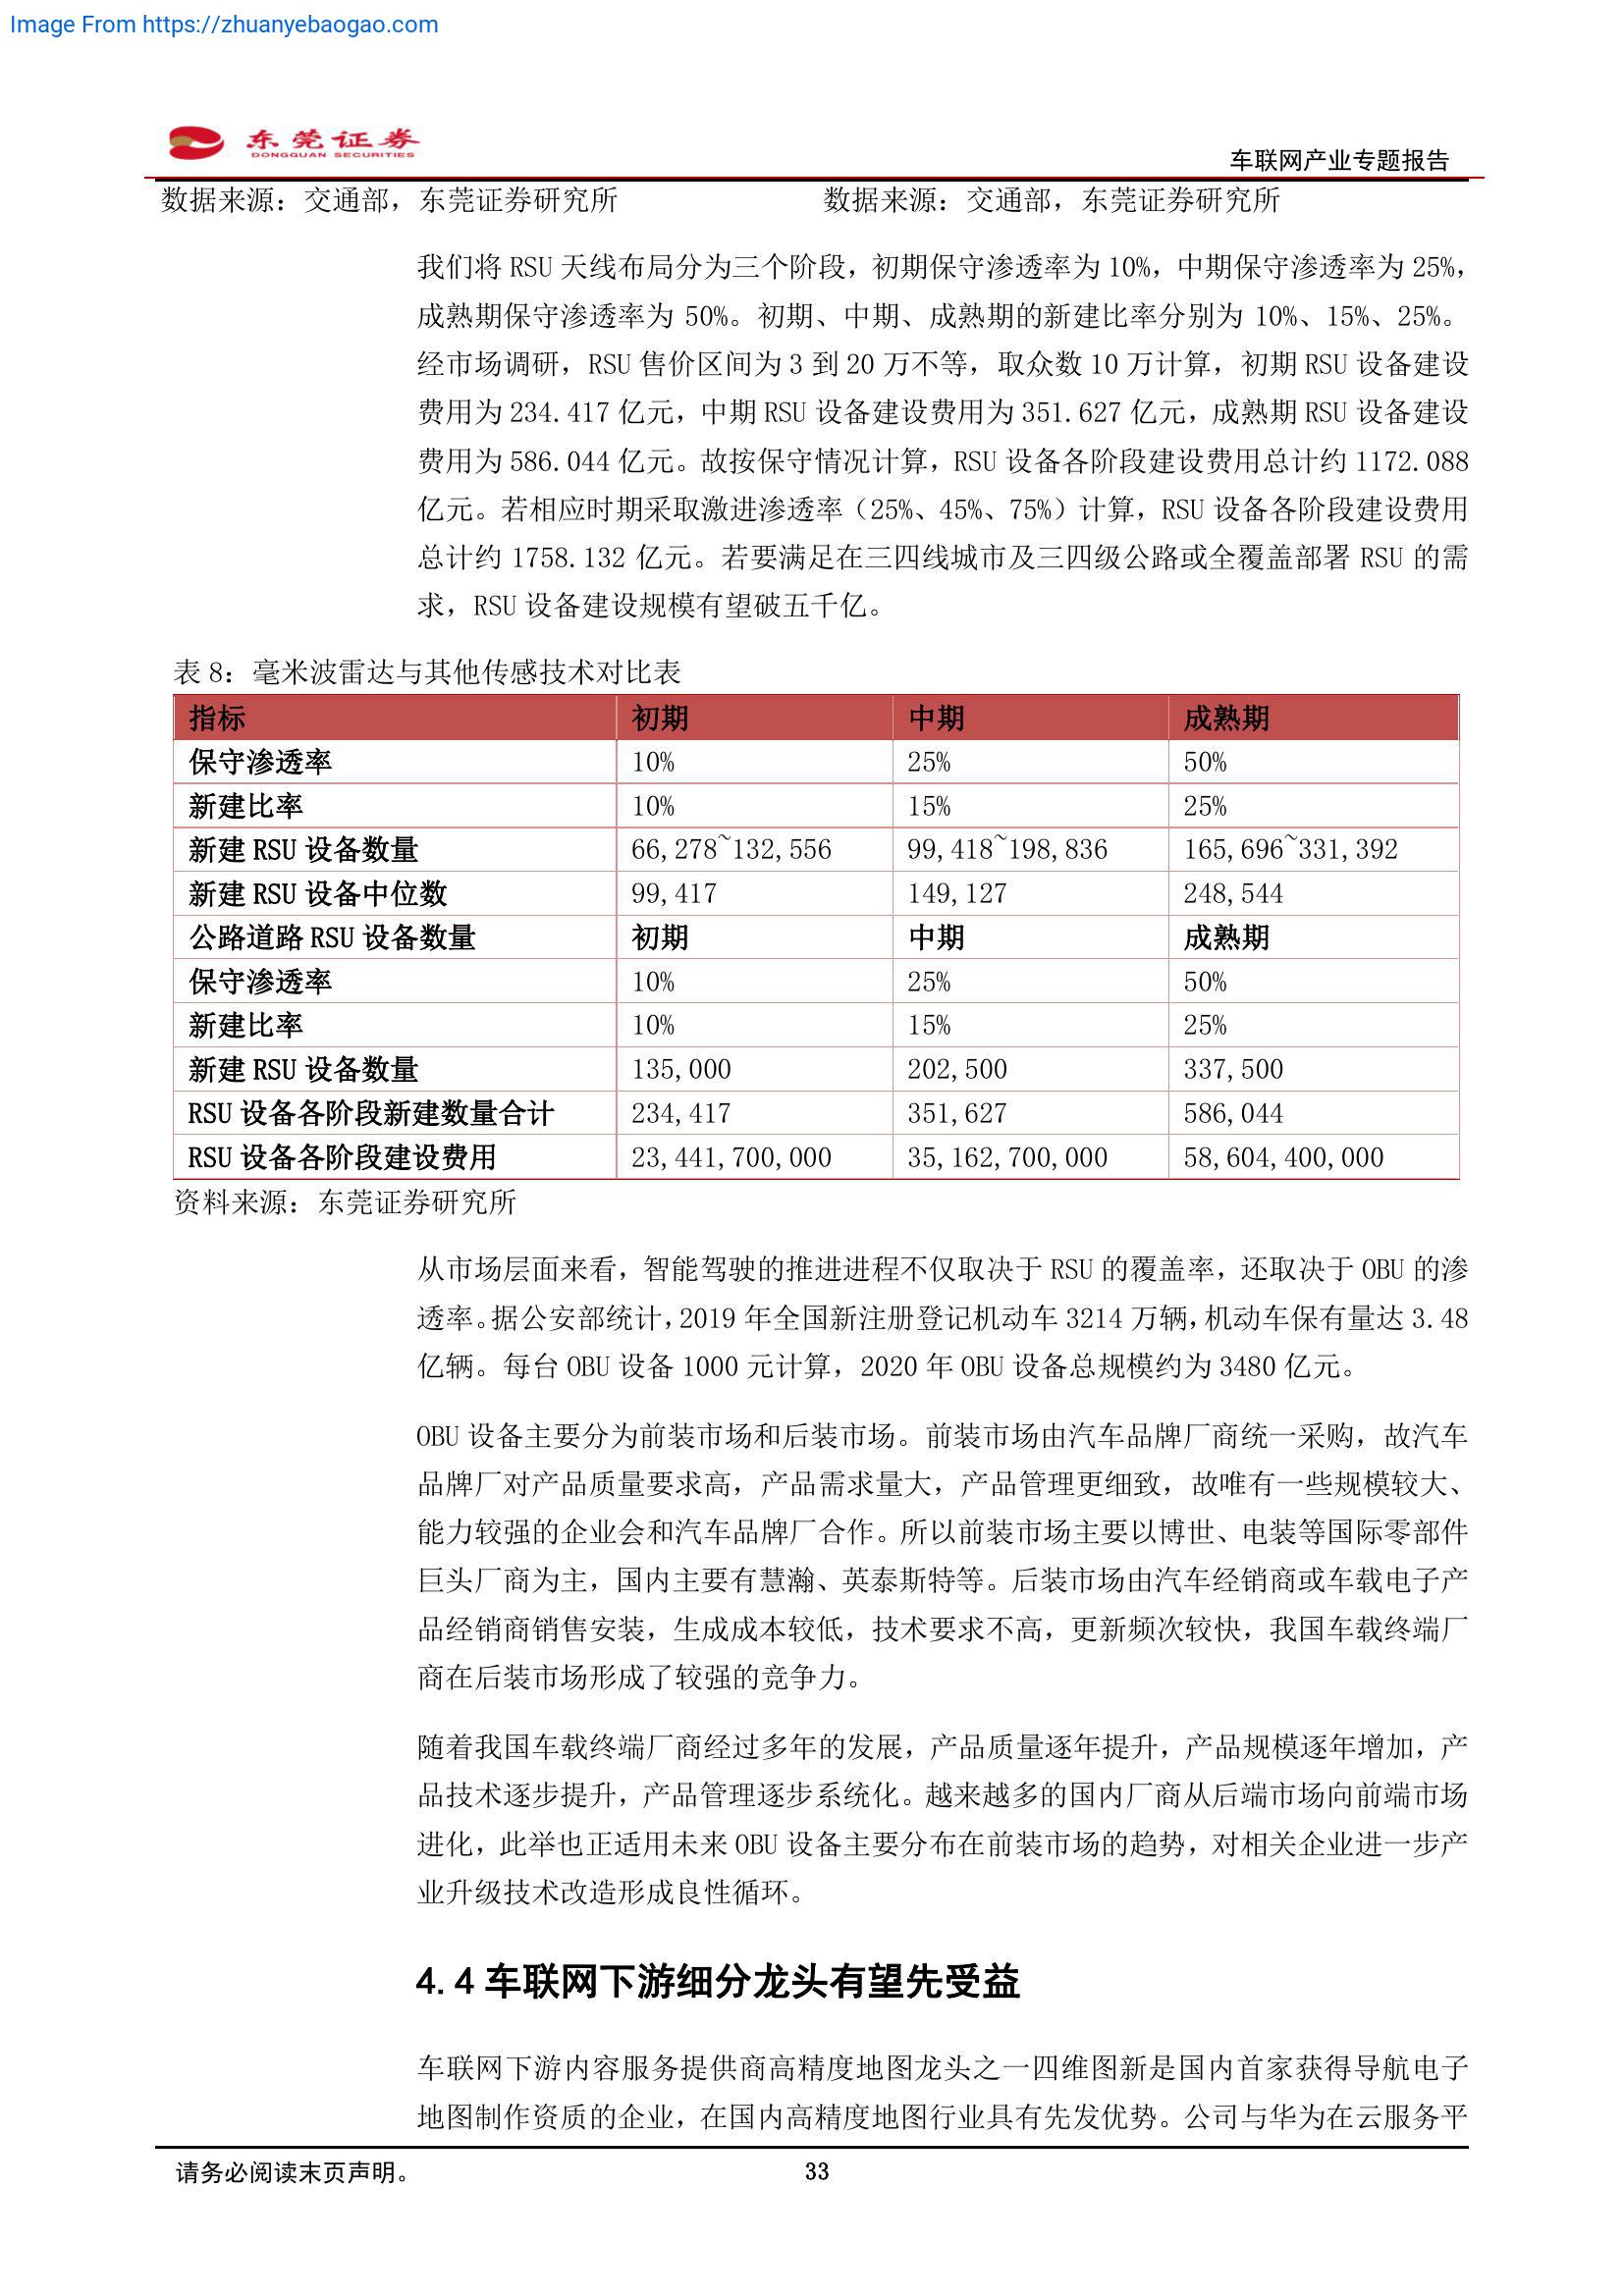 Image From https://zhuanyebaogao.com
东莞证券
DONGGUAN SECURITIES
车联网产业专题报告
数据来源：交通部，东莞证券研究所 数据来源：交通部，东莞证券研究所
我们将 RSU 天线布局分为三个阶段，初期保守渗透率为 10%，中期保守渗透率为 25%，
成熟期保守渗透率为 50%。初期、中期、成熟期的新建比率分别为 10%、15%、25%。
经市场调研，RSU 售价区间为 3 到 20 万不等，取众数 10 万计算，初期 RSU 设备建设
费用为 234.417 亿元，中期 RSU 设备建设费用为 351.627 亿元，成熟期 RSU 设备建设
费用为 586.044 亿元。故按保守情况计算，RSU 设备各阶段建设费用总计约 1172.088
亿元。若相应时期采取激进渗透率（25%、45%、75%）计算，RSU 设备各阶段建设费用
总计约 1758.132 亿元。若要满足在三四线城市及三四级公路或全覆盖部署 RSU 的需
求，RSU 设备建设规模有望破五千亿。
表 8：毫米波雷达与其他传感技术对比表
指标 初期 中期 成熟期
保守渗透率 10% 25% 50%
新建比率 10% 15% 25%
新建 RSU 设备数量 66,278~132,556 99,418~198,836 165,696~331,392
新建 RSU 设备中位数 99,417 149,127 248,544
公路道路 RSU 设备数量 初期 中期 成熟期
保守渗透率 10% 25% 50%
新建比率 10% 15% 25%
新建 RSU 设备数量 135,000 202,500 337,500
RSU 设备各阶段新建数量合计 234,417 351,627 586,044
RSU 设备各阶段建设费用 23,441,700,000 35,162,700,000 58,604,400,000
资料来源：东莞证券研究所
从市场层面来看，智能驾驶的推进进程不仅取决于 RSU 的覆盖率，还取决于 OBU 的渗
透率。据公安部统计，2019 年全国新注册登记机动车 3214 万辆，机动车保有量达 3.48
亿辆。每台 OBU 设备 1000 元计算，2020 年 OBU 设备总规模约为 3480 亿元。
OBU 设备主要分为前装市场和后装市场。前装市场由汽车品牌厂商统一采购，故汽车
品牌厂对产品质量要求高，产品需求量大，产品管理更细致，故唯有一些规模较大、
能力较强的企业会和汽车品牌厂合作。所以前装市场主要以博世、电装等国际零部件
巨头厂商为主，国内主要有慧瀚、英泰斯特等。后装市场由汽车经销商或车载电子产
品经销商销售安装，生成成本较低，技术要求不高，更新频次较快，我国车载终端厂
商在后装市场形成了较强的竞争力。
随着我国车载终端厂商经过多年的发展，产品质量逐年提升，产品规模逐年增加，产
品技术逐步提升，产品管理逐步系统化。越来越多的国内厂商从后端市场向前端市场
进化，此举也正适用未来 OBU 设备主要分布在前装市场的趋势，对相关企业进一步产
业升级技术改造形成良性循环。
4.4 车联网下游细分龙头有望先受益
车联网下游内容服务提供商高精度地图龙头之一四维图新是国内首家获得导航电子
地图制作资质的企业，在国内高精度地图行业具有先发优势。公司与华为在云服务平
请务必阅读末页声明。 33